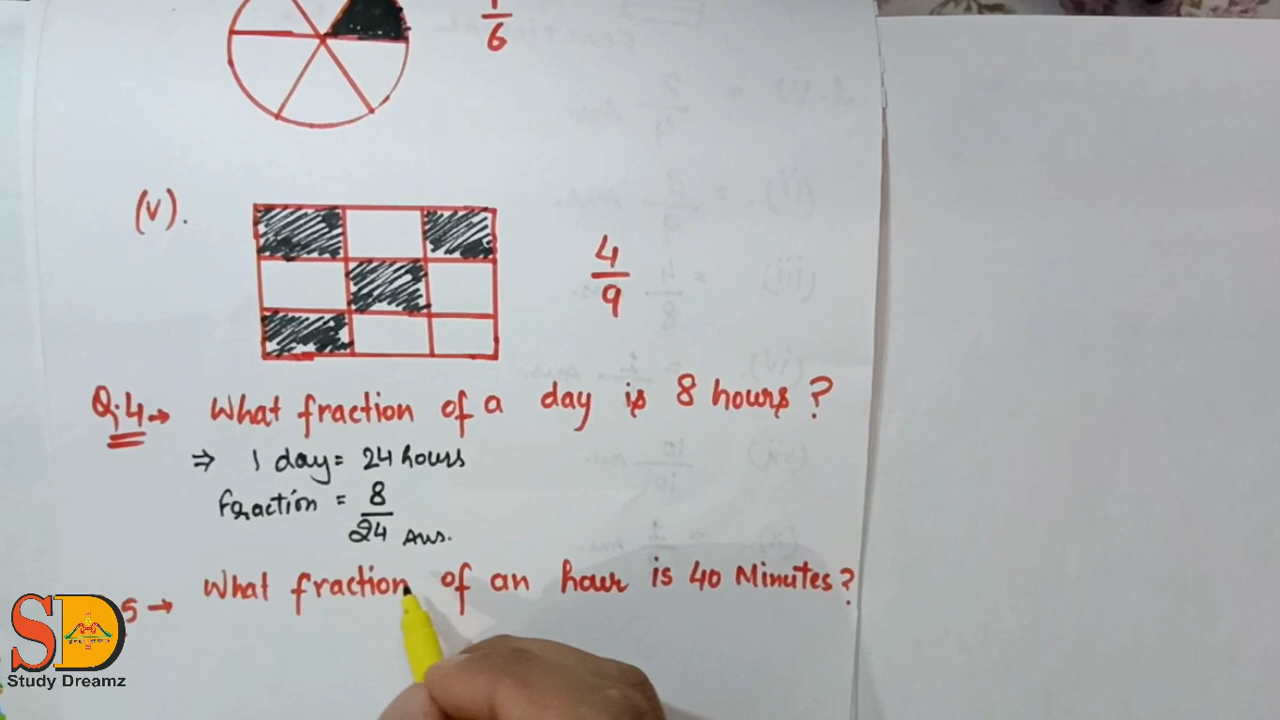 1
6
(V).
4
9
Q.4→ What fraction of a day is 8 hours?
⇒ 1 day = 24 hours
Fraction = 8
24 Ans.
5→ What fraction of an hour is 40 Minutes?
SD
Study Dreamz